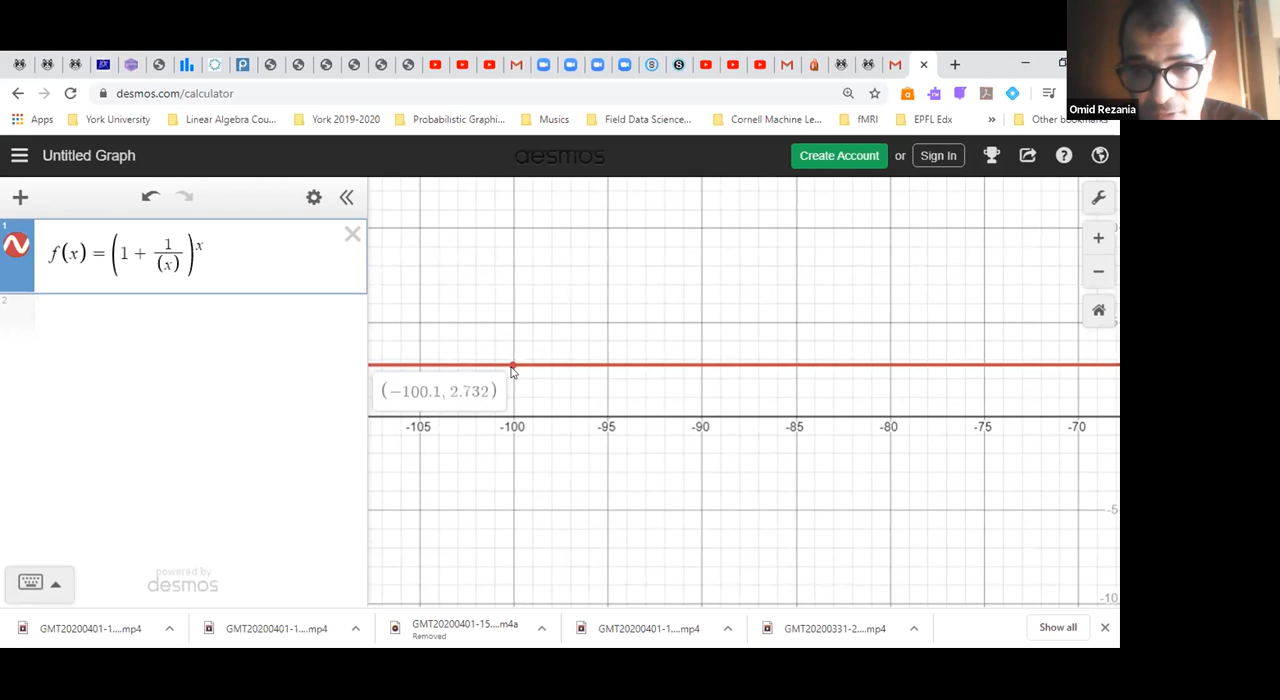 Omid Rezania
desmos.com/calculator
Apps York University Linear Algebra Cou... York 2019-2020 Probabilistic Graphi... Musics Field Data Science... Cornell Machine Le... fMRI EPFL Edx » Other bookmarks
Untitled Graph desmos Create Account or Sign In
1
f(x) = (1 + 1/(x))^x
2
(-100.1, 2.732)
-105 -100 -95 -90 -85 -80 -75 -70
-5
-10
powered by
desmos
GMT20200401-1....mp4 GMT20200401-1....mp4 GMT20200401-15....m4a GMT20200401-1....mp4 GMT20200331-2....mp4 Show all
Removed